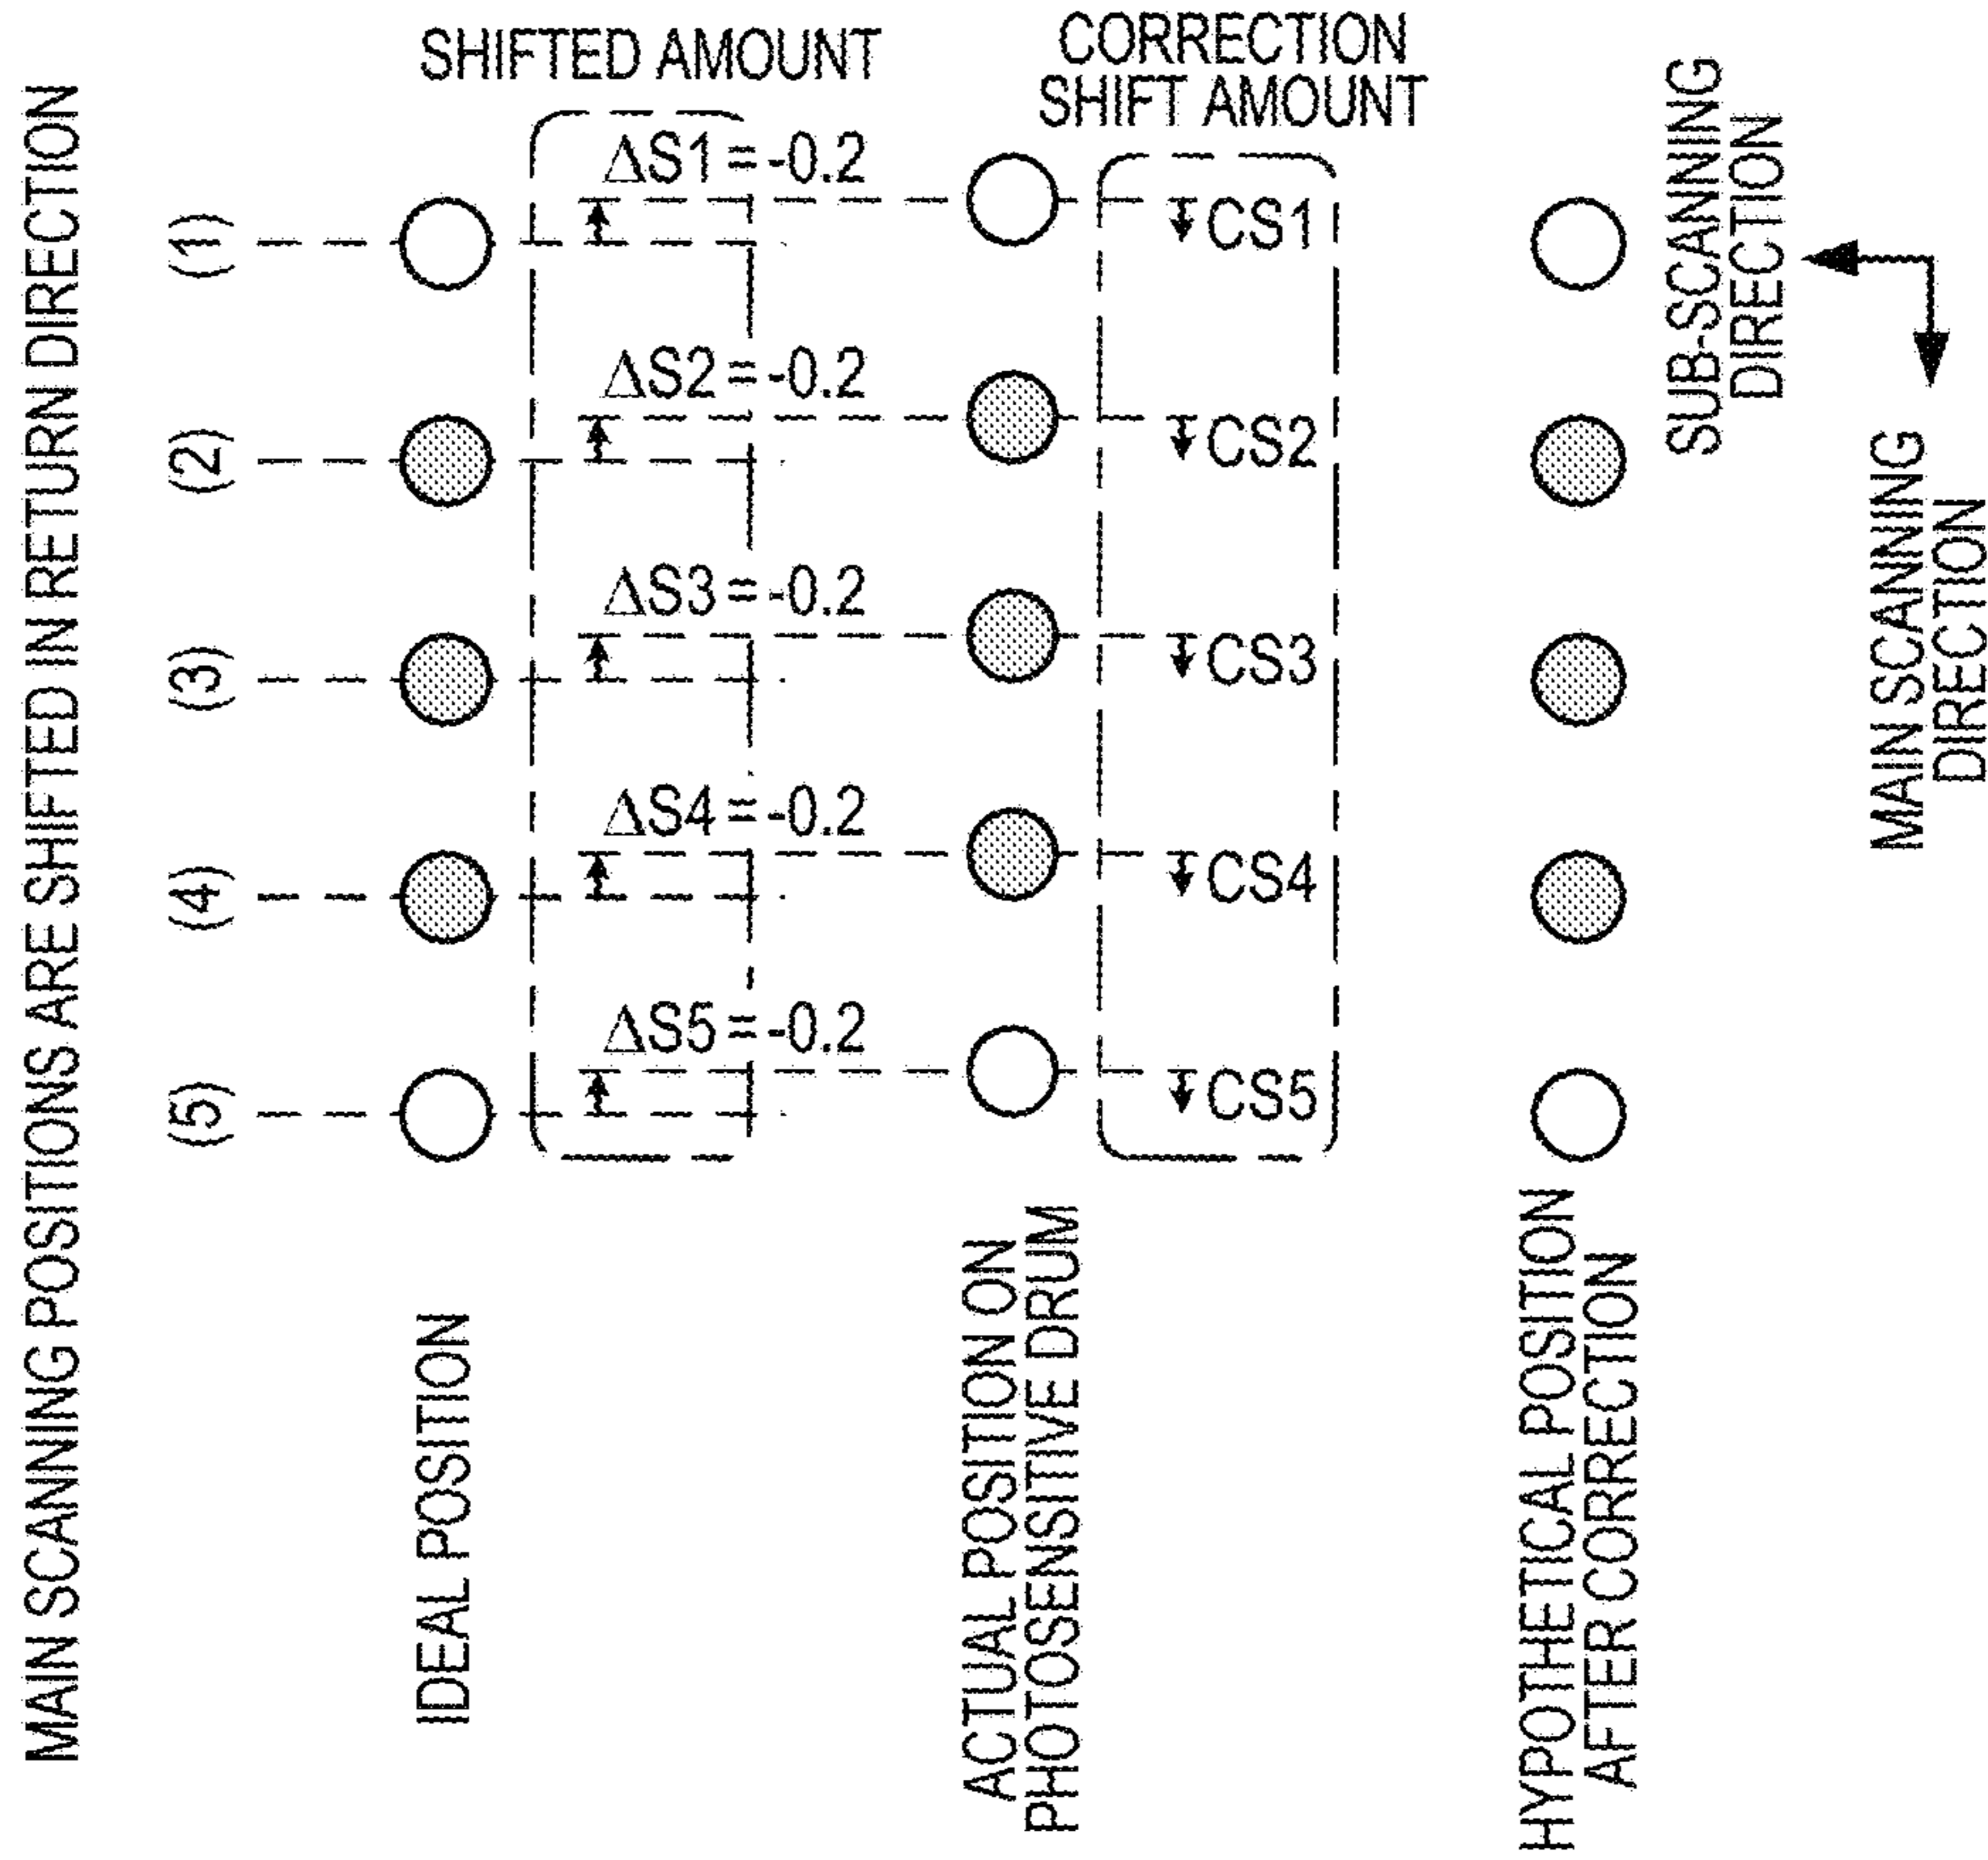 MAIN SCANNING POSITIONS ARE SHIFTED IN RETURN DIRECTION
SHIFTED AMOUNT
CORRECTION
SHIFT AMOUNT
(1)
(2)
(3)
(4)
(5)
ΔS1 = -0.2
ΔS2 = -0.2
ΔS3 = -0.2
ΔS4 = -0.2
ΔS5 = -0.2
CS1
CS2
CS3
CS4
CS5
IDEAL POSITION
ACTUAL POSITION ON
PHOTOSENSITIVE DRUM
HYPOTHETICAL POSITION
AFTER CORRECTION
SUB-SCANNING
DIRECTION
MAIN SCANNING
DIRECTION